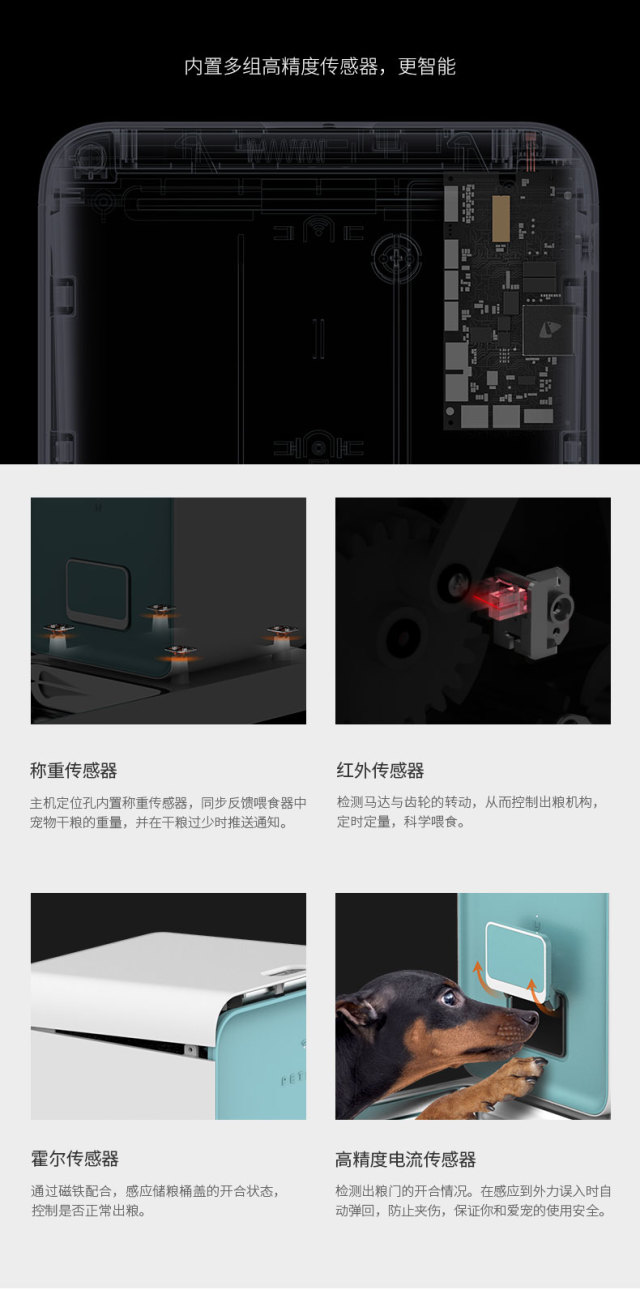 内置多组高精度传感器，更智能
称重传感器
主机定位孔内置称重传感器，同步反馈喂食器中
宠物干粮的重量，并在干粮过少时推送通知。
红外传感器
检测马达与齿轮的转动，从而控制出粮机构，
定时定量，科学喂食。
PET
霍尔传感器
通过磁铁配合，感应储粮桶盖的开合状态，
控制是否正常出粮。
高精度电流传感器
检测出粮门的开合情况。在感应到外力误入时自
动弹回，防止夹伤，保证你和爱宠的使用安全。